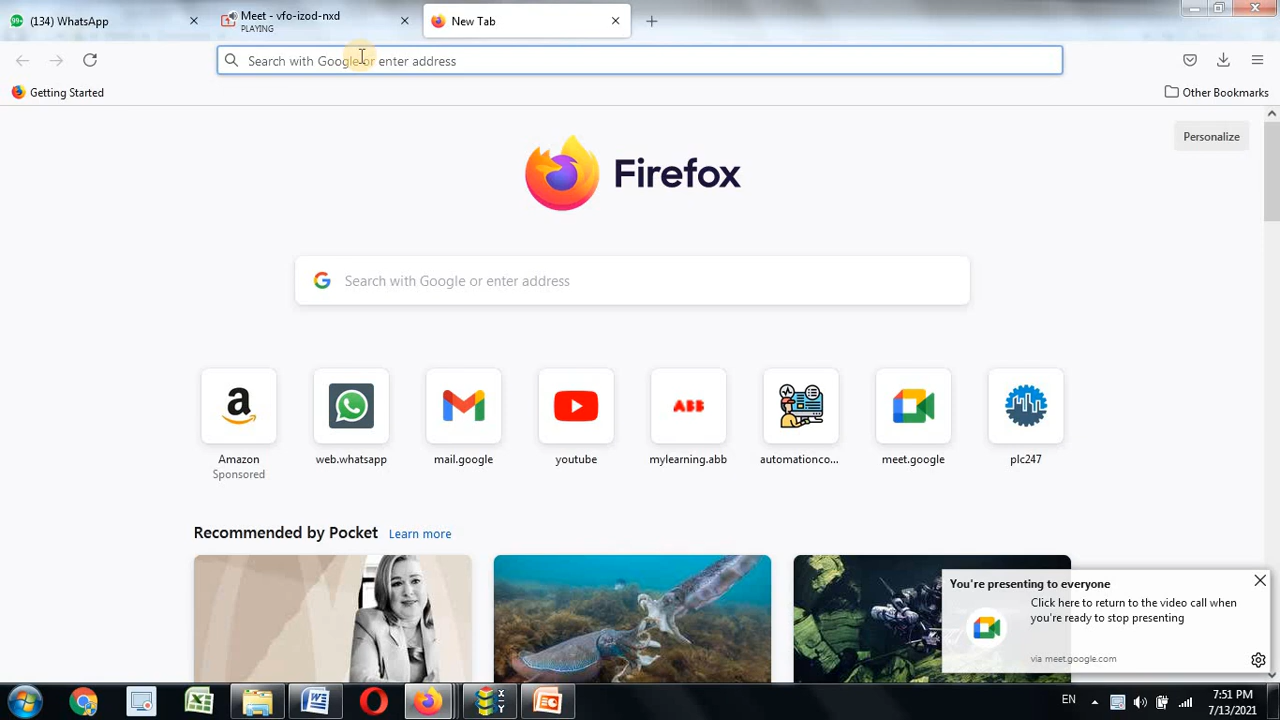 (134) WhatsApp
Meet - vfo-izod-nxd
PLAYING
New Tab
Search with Google or enter address
Getting Started
Other Bookmarks
Personalize
Firefox
Search with Google or enter address
a
ABB
Amazon
Sponsored
web.whatsapp
mail.google
youtube
mylearning.abb
automationco...
meet.google
plc247
Recommended by Pocket Learn more
You're presenting to everyone
Click here to return to the video call when
you're ready to stop presenting
via meet.google.com
EN
7:51 PM
7/13/2021